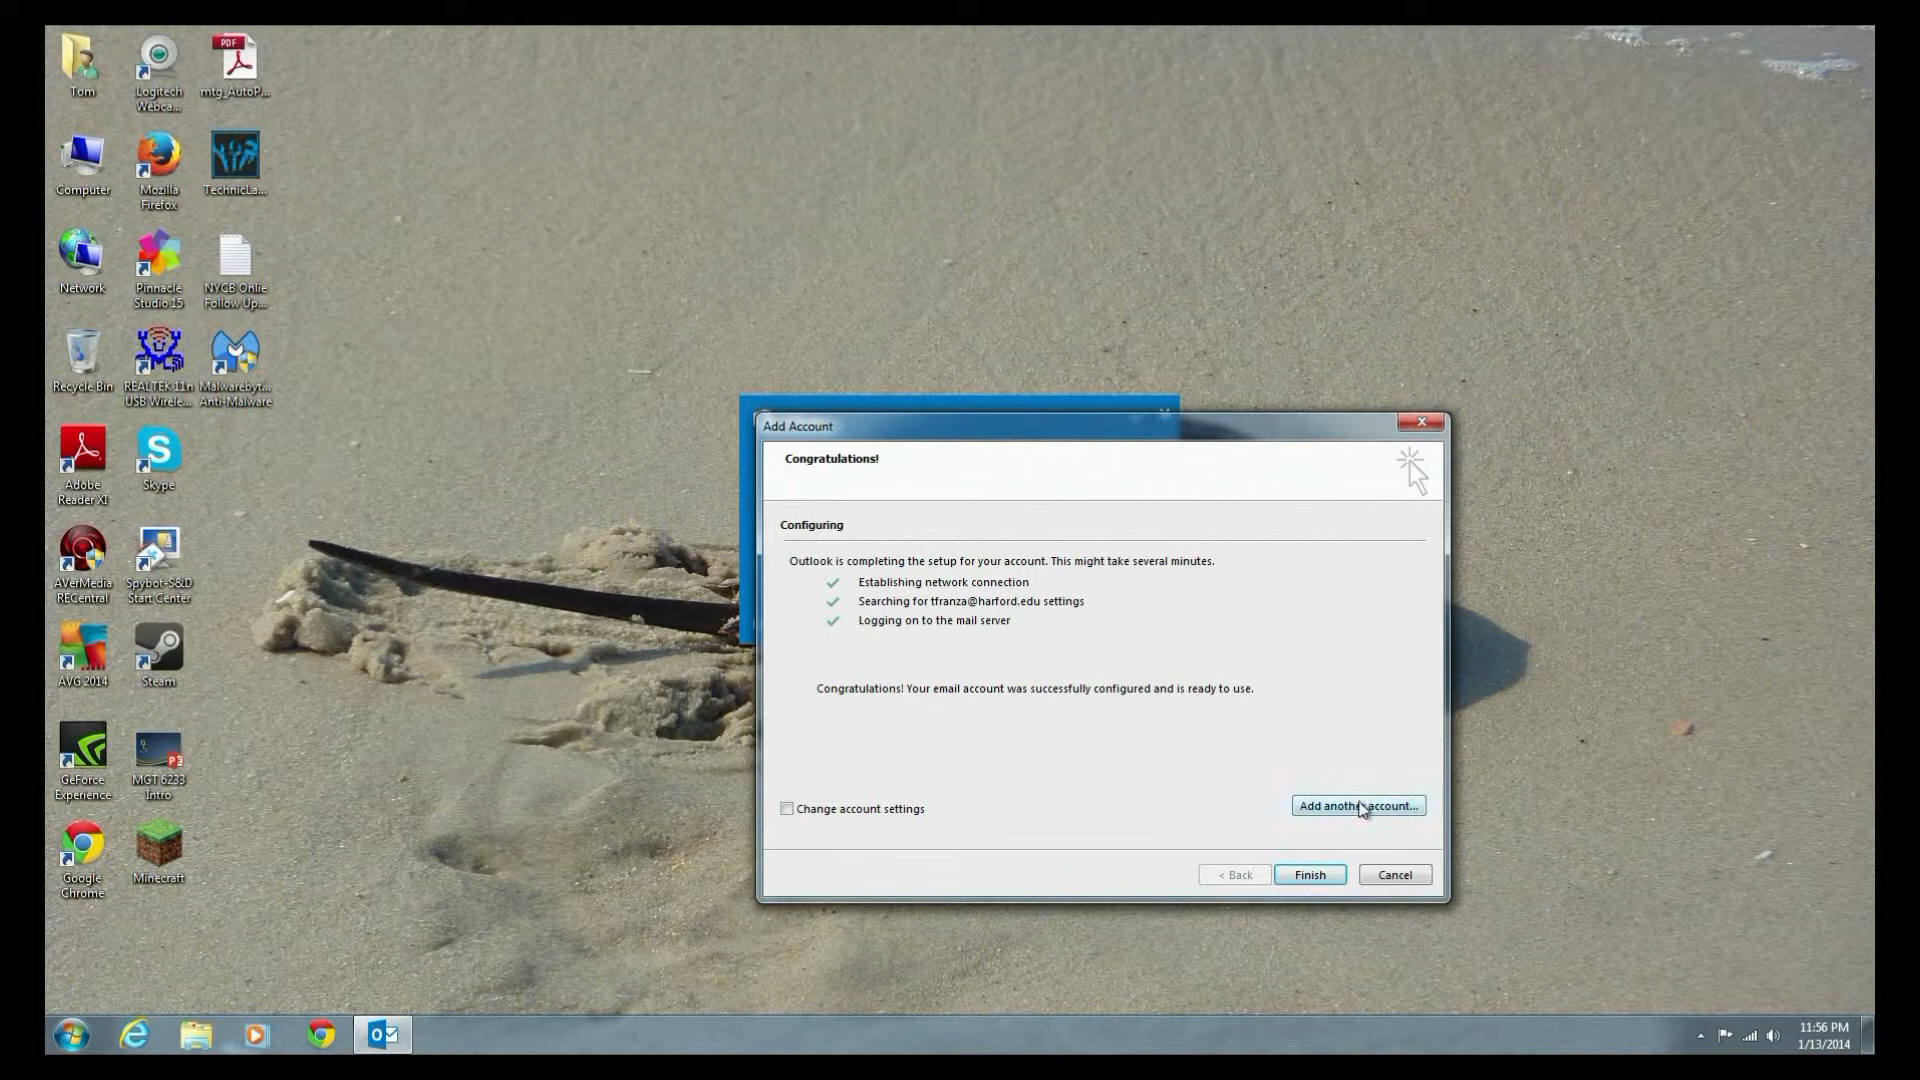 Tom
Logitech
Webca...
PDF
mtg_AutoP...
Computer
Mozilla
Firefox
TechnicLa...
Network
Pinnacle
Studio 15
NYCB Onlie
Follow Up...
Recycle Bin
REALTEK 11n
USB Wirele...
Malwarebyt...
Anti-Malware
Adobe
Reader XI
Skype
AVerMedia
RECentral
Spybot-S&D
Start Center
AVG 2014
Steam
GeForce
Experience
MGT 6233
Intro
Google
Chrome
Minecraft
Add Account
Congratulations!
Configuring
Outlook is completing the setup for your account. This might take several minutes.
Establishing network connection
Searching for tfranza@harford.edu settings
Logging on to the mail server
Congratulations! Your email account was successfully configured and is ready to use.
Change account settings
Add another account...
< Back
Finish
Cancel
11:56 PM
1/13/2014